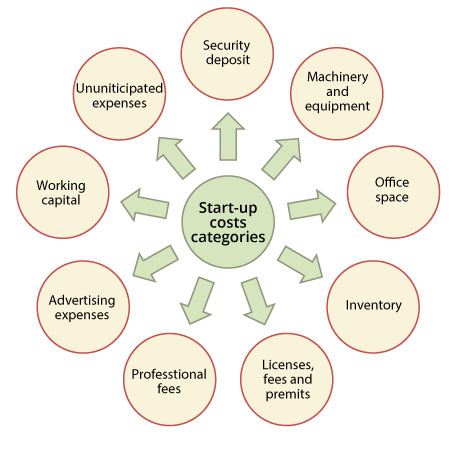 Security
deposit
Machinery
and
equipment
Office
space
Inventory
Licenses,
fees and
premits
Professtional
fees
Advertising
expenses
Working
capital
Ununiticipated
expenses
Start-up
costs
categories